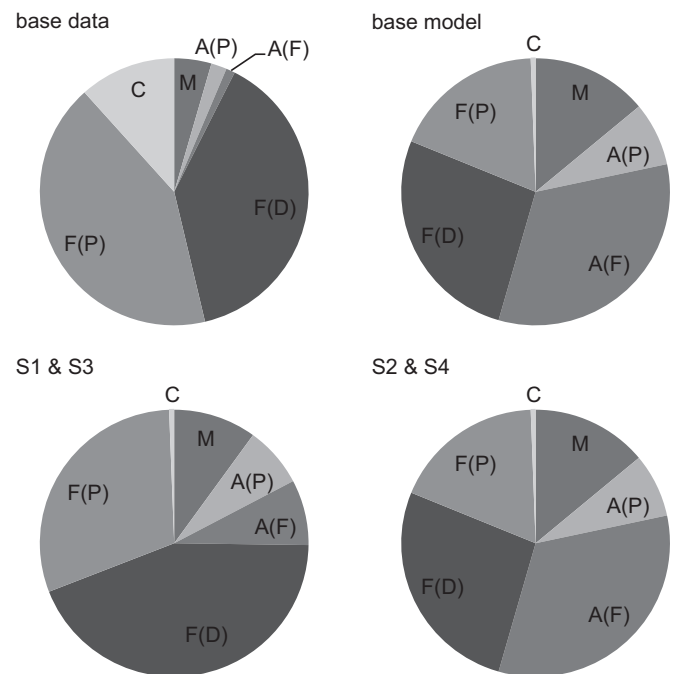 base data
A(P)
A(F)
C
M
F(D)
F(P)
base model
C
M
F(P)
A(P)
F(D)
A(F)
S1 & S3
C
M
A(P)
F(P)
A(F)
F(D)
S2 & S4
C
M
F(P)
A(P)
F(D)
A(F)